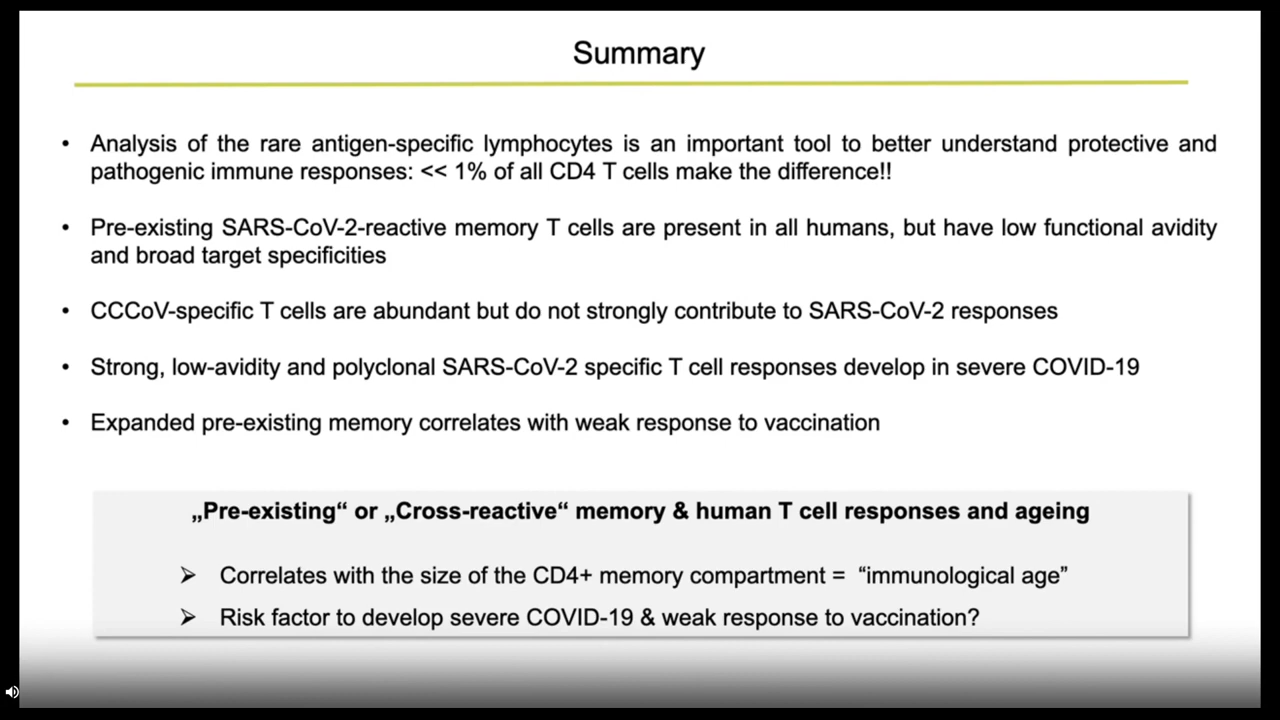 Summary
• Analysis of the rare antigen-specific lymphocytes is an important tool to better understand protective and
pathogenic immune responses: << 1% of all CD4 T cells make the difference!!
• Pre-existing SARS-CoV-2-reactive memory T cells are present in all humans, but have low functional avidity
and broad target specificities
• CCCoV-specific T cells are abundant but do not strongly contribute to SARS-CoV-2 responses
• Strong, low-avidity and polyclonal SARS-CoV-2 specific T cell responses develop in severe COVID-19
• Expanded pre-existing memory correlates with weak response to vaccination
„Pre-existing“ or „Cross-reactive“ memory & human T cell responses and ageing
➢ Correlates with the size of the CD4+ memory compartment = “immunological age”
➢ Risk factor to develop severe COVID-19 & weak response to vaccination?